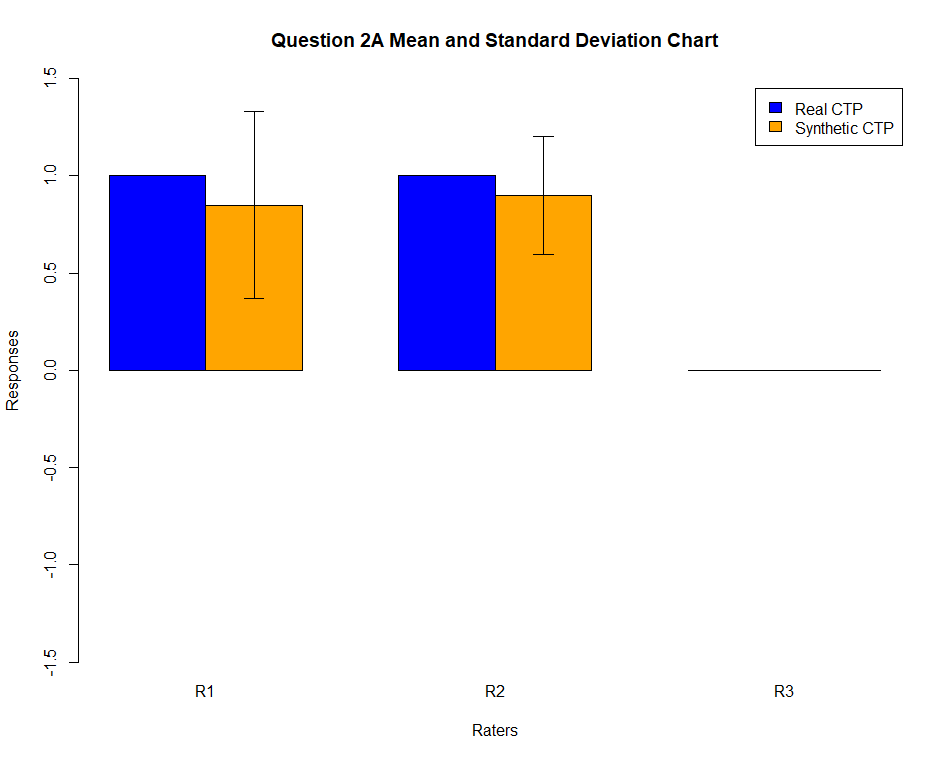 Question 2A Mean and Standard Deviation Chart
Real CTP
Synthetic CTP
Responses
1.5
1.0
0.5
0.0
-0.5
-1.0
-1.5
R1
R2
R3
Raters